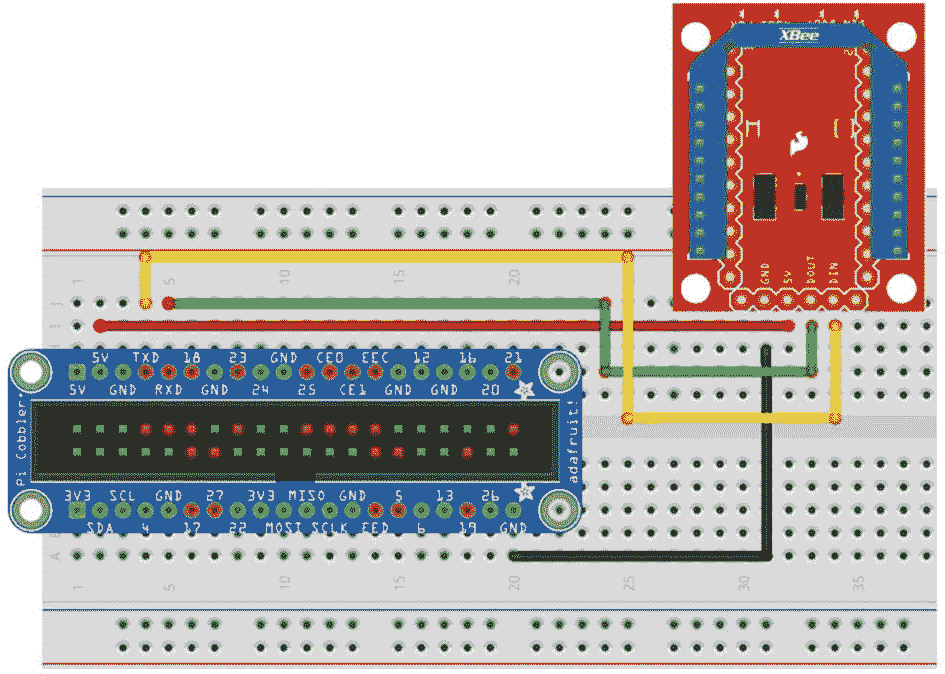 XBee
2
GND
5V
DOUT
DIN
1
5
10
15
20
J
I
5V TXD 18 23 GND CE0 EEC 12 16 21
5V GND RXD GND 24 25 CE1 GND GND 20
Pi Cobbler+
adafruit!
3V3 SCL GND 27 3V3 MISO GND 5 13 26
SDA 4 17 22 MOSI SCLK EED 6 19 GND
A
1
5
10
15
20
25
30
35